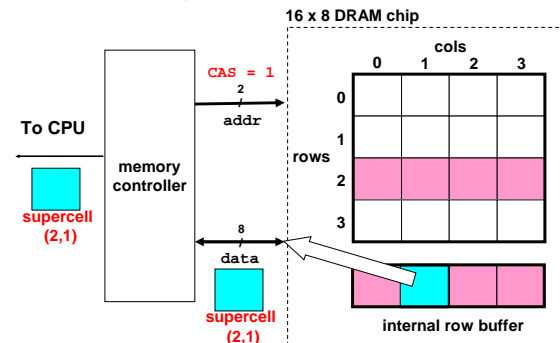 16 x 8 DRAM chip
cols
0 1 2 3
CAS = 1
2
addr
To CPU
memory
controller
supercell
(2,1)
rows
0
1
2
3
8
data
supercell
(2,1)
internal row buffer